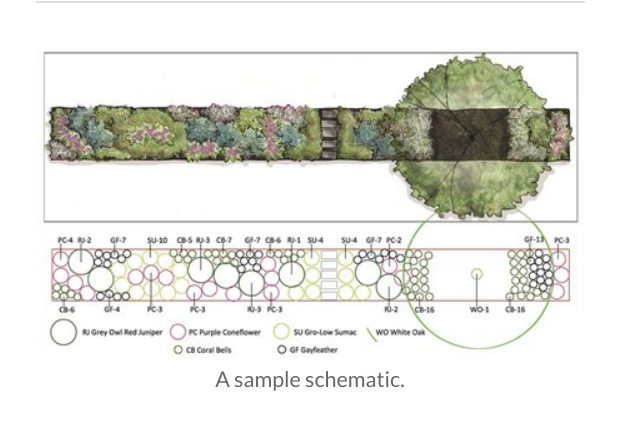 PC-4 RJ-2 GF-7 SU-10 CB-5 RJ-3 CB-7 GF-7 CB-6 RJ-1 SU-4 SU-4 GF-7 PC-2 GF-13 PC-3
CB-6 GF-4 PC-3 PC-3 RJ-3 PC-3 RJ-2 CB-16 WO-1 CB-16
RJ Grey Owl Red Juniper PC Purple Coneflower SU Gro-Low Sumac WO White Oak
CB Coral Bells GF Gayfeather
A sample schematic.